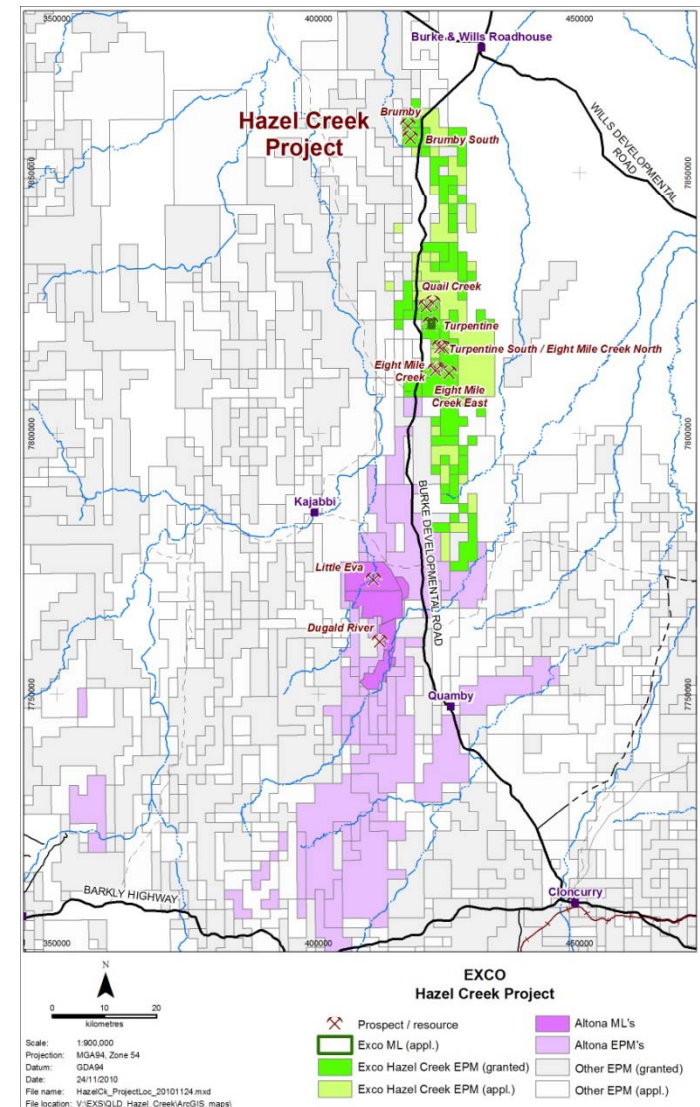 350000
400000
450000
Burke & Wills Roadhouse
WILLS DEVELOPMENTAL
ROAD
Brumby
Hazel Creek
Project
Brumby South
7850000
7850000
Quail Creek
Turpentine
Turpentine South / Eight Mile Creek North
Eight Mile
Creek
Eight Mile
Creek East
7800000
7800000
BURKE DEVELOPMENTAL ROAD
Kajabbi
Little Eva
Dugald River
7750000
7750000
Quamby
Cloncurry
BARKLY HIGHWAY
350000
400000
450000
N
0 10 20
kilometres
Scale: 1:900,000
Projection: MGA94, Zone 54
Datum: GDA94
Date: 24/11/2010
File name: HazelCk_ProjectLoc_20101124.mxd
File location: V:\EXS\QLD_Hazel_Creek\ArcGIS_maps\
EXCO
Hazel Creek Project
Prospect / resource
Exco ML (appl.)
Exco Hazel Creek EPM (granted)
Exco Hazel Creek EPM (appl.)
Altona ML's
Altona EPM's
Other EPM (granted)
Other EPM (appl.)